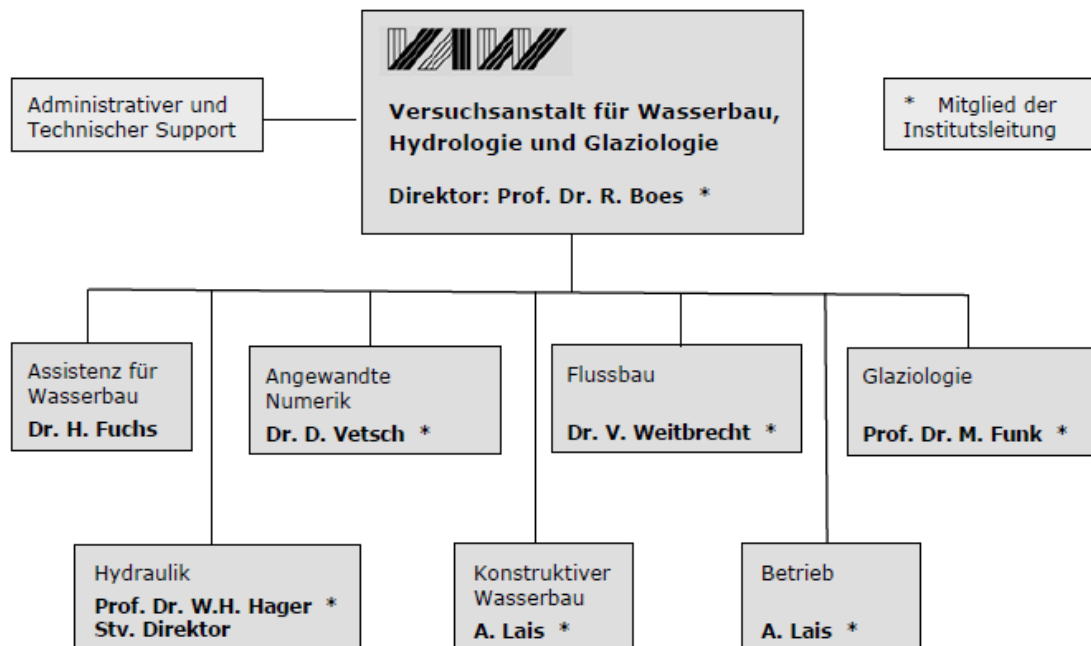 VAW
Administrativer und
Technischer Support
Versuchsanstalt für Wasserbau,
Hydrologie und Glaziologie
Direktor: Prof. Dr. R. Boes *
* Mitglied der
Institutsleitung
Assistenz für
Wasserbau
Dr. H. Fuchs
Angewandte
Numerik
Dr. D. Vetsch *
Flussbau
Dr. V. Weitbrecht *
Glaziologie
Prof. Dr. M. Funk *
Hydraulik
Prof. Dr. W.H. Hager *
Stv. Direktor
Konstruktiver
Wasserbau
A. Lais *
Betrieb
A. Lais *